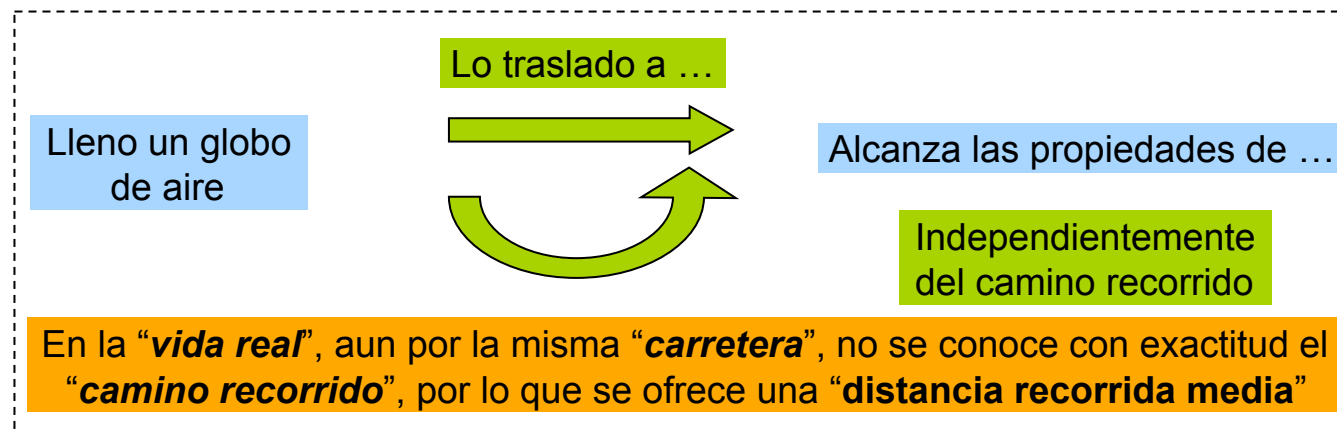 Lo traslado a …
Lleno un globo
de aire
Alcanza las propiedades de …
Independientemente
del camino recorrido
En la “vida real”, aun por la misma “carretera”, no se conoce con exactitud el
“camino recorrido”, por lo que se ofrece una “distancia recorrida media”